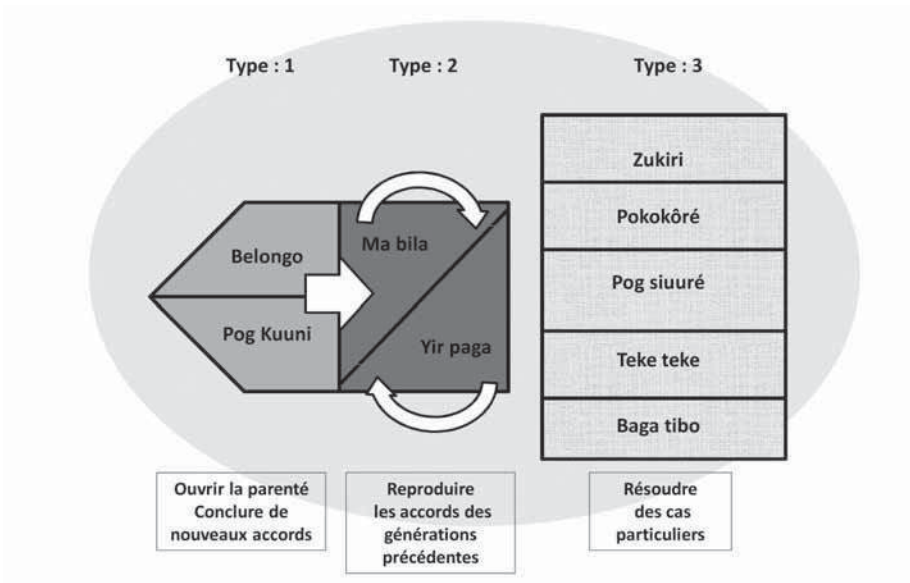 Type : 1
Type : 2
Type : 3
Belongo
Pog Kuuni
Ma bila
Yir paga
Zukiri
Pokokôré
Pog siuuré
Teke teke
Baga tibo
Ouvrir la parenté
Conclure de
nouveaux accords
Reproduire
les accords des
générations
précédentes
Résoudre
des cas
particuliers